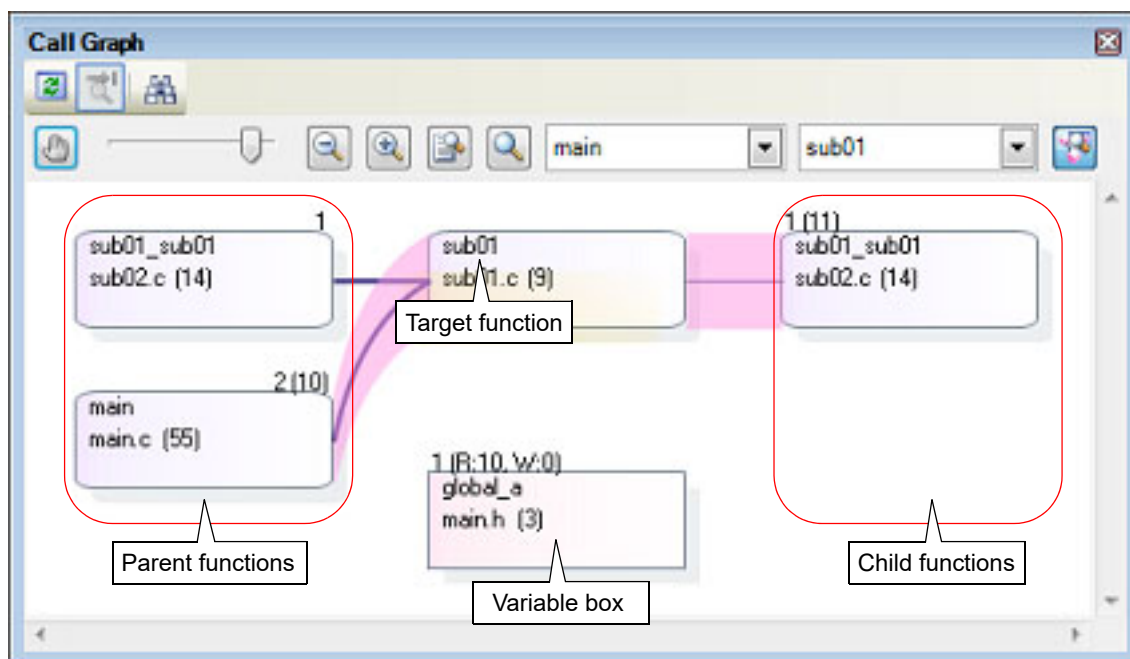 Call Graph
main
sub01
1
sub01_sub01
sub02.c (14)
sub01
sub01.c (9)
1 (11)
sub01_sub01
sub02.c (14)
Target function
2 (10)
main
main.c (55)
1 (R:10, W:0)
global_a
main.h (3)
Parent functions
Child functions
Variable box